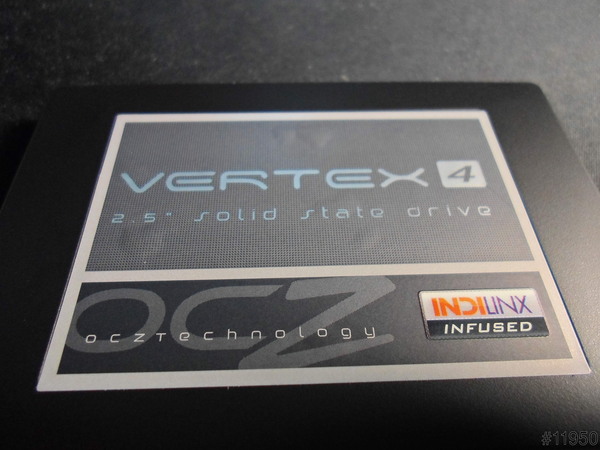 VERTEX 4
2.5" solid state drive
OCZ
OCZTECHNOLOGY
INDILINX
INFUSED
#11950